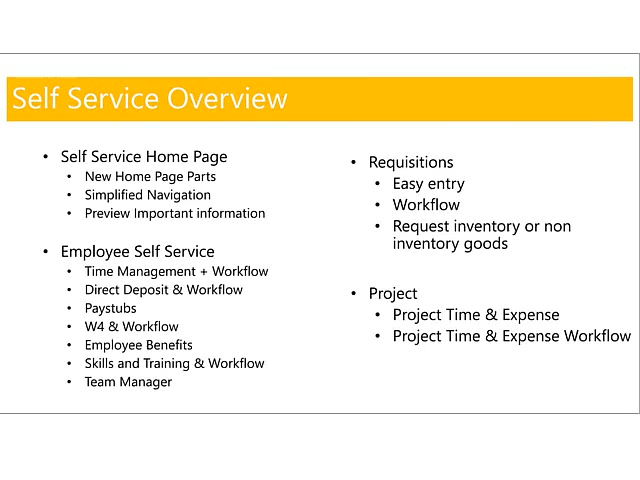 Self Service Overview
• Self Service Home Page
• New Home Page Parts
• Simplified Navigation
• Preview Important information
• Employee Self Service
• Time Management + Workflow
• Direct Deposit & Workflow
• Paystubs
• W4 & Workflow
• Employee Benefits
• Skills and Training & Workflow
• Team Manager
• Requisitions
• Easy entry
• Workflow
• Request inventory or non
inventory goods
• Project
• Project Time & Expense
• Project Time & Expense Workflow